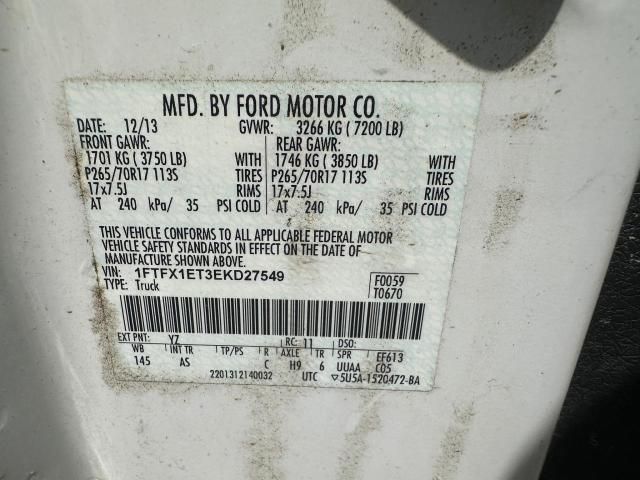 MFD. BY FORD MOTOR CO.
DATE: 12/13 GVWR: 3266 KG ( 7200 LB)
FRONT GAWR: REAR GAWR:
1701 KG ( 3750 LB) WITH 1746 KG ( 3850 LB) WITH
P265/70R17 113S TIRES P265/70R17 113S TIRES
17x7.5J RIMS 17x7.5J RIMS
AT 240 kPa/ 35 PSI COLD AT 240 kPa/ 35 PSI COLD
THIS VEHICLE CONFORMS TO ALL APPLICABLE FEDERAL MOTOR
VEHICLE SAFETY STANDARDS IN EFFECT ON THE DATE OF
MANUFACTURE SHOWN ABOVE.
VIN: 1FTFX1ET3EKD27549 F0059
TYPE: Truck T0670
EXT PNT: YZ RC: 11 DSO:
WB INT TR TP/PS R AXLE TR SPR EF613
145 AS C H9 6 UUAA C05
2201312140032 UTC ▽5U5A-1520472-BA